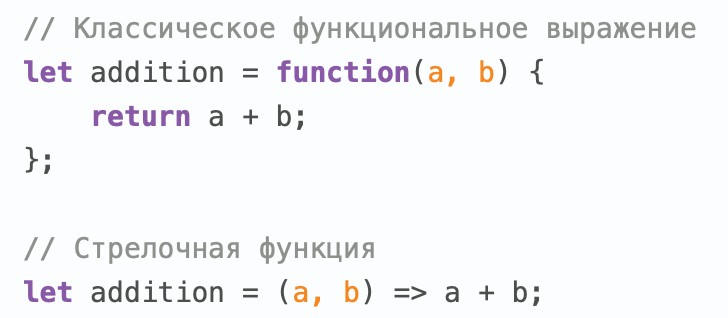 // Классическое функциональное выражение
let addition = function(a, b) {
    return a + b;
};

// Стрелочная функция
let addition = (a, b) => a + b;